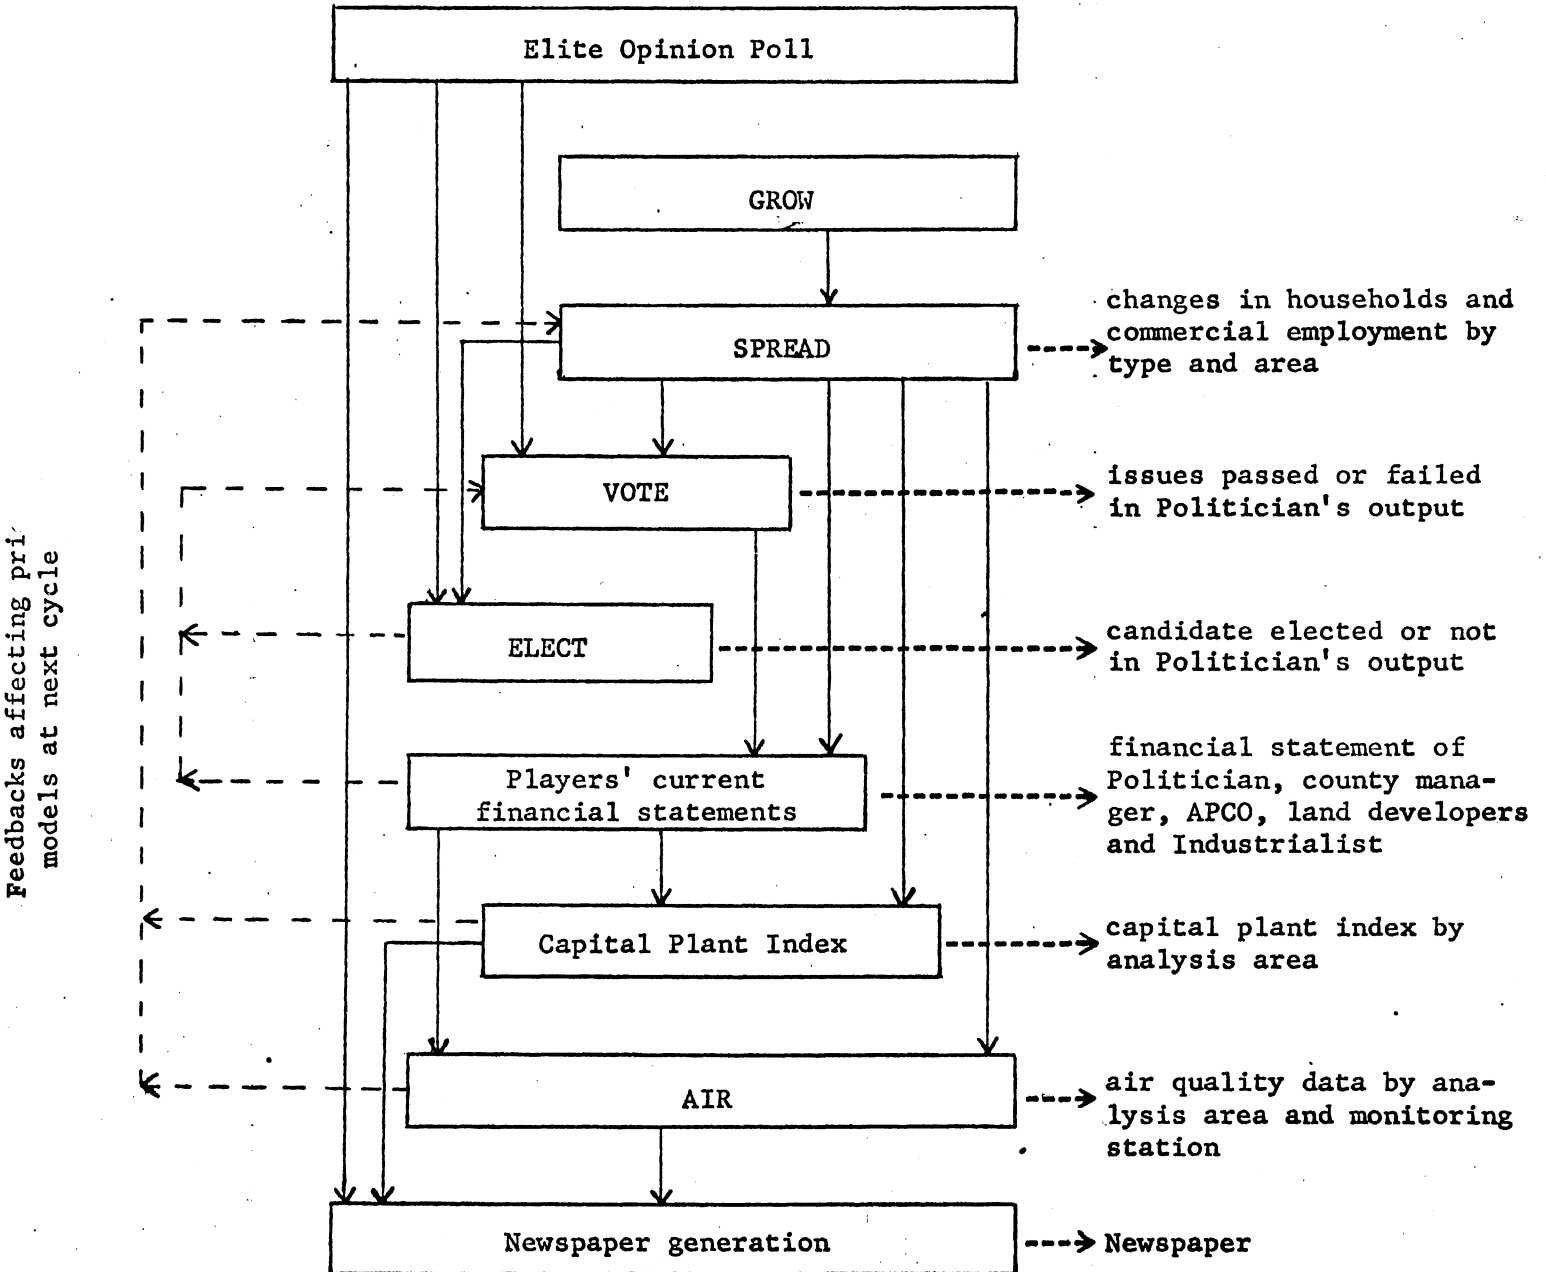 Elite Opinion Poll
GROW
SPREAD
changes in households and
commercial employment by
type and area
VOTE
issues passed or failed
in Politician's output
ELECT
candidate elected or not
in Politician's output
Feedbacks affecting pri
models at next cycle
Players' current
financial statements
financial statement of
Politician, county mana-
ger, APCO, land developers
and Industrialist
Capital Plant Index
capital plant index by
analysis area
AIR
air quality data by ana-
lysis area and monitoring
station
Newspaper generation
Newspaper